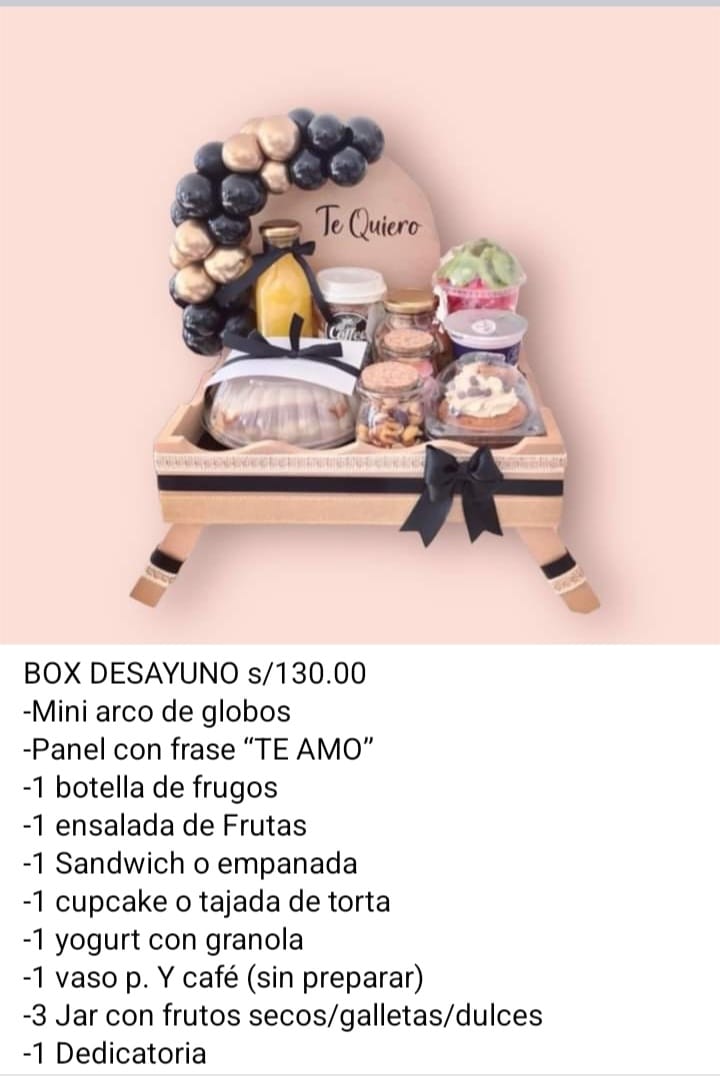 Te Quiero
Coffee
BOX DESAYUNO s/130.00
-Mini arco de globos
-Panel con frase “TE AMO”
-1 botella de frugos
-1 ensalada de Frutas
-1 Sandwich o empanada
-1 cupcake o tajada de torta
-1 yogurt con granola
-1 vaso p. Y café (sin preparar)
-3 Jar con frutos secos/galletas/dulces
-1 Dedicatoria